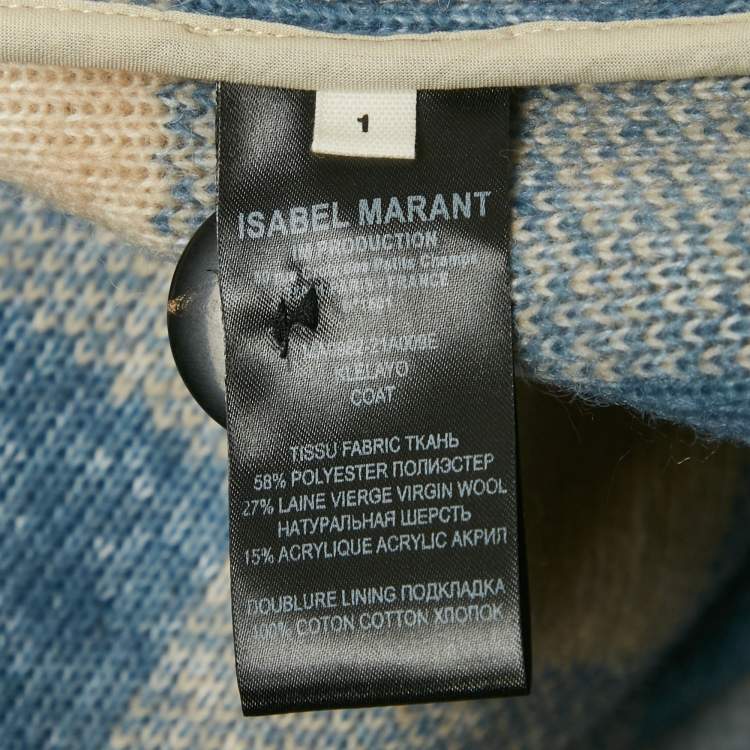 1
ISABEL MARANT
IM PRODUCTION
FRANCE
KLELAYO
COAT
TISSU FABRIC ТКАНЬ
58% POLYESTER ПОЛИЭСТЕР
27% LAINE VIERGE VIRGIN WOOL
НАТУРАЛЬНАЯ ШЕРСТЬ
15% ACRYLIQUE ACRYLIC АКРИЛ
DOUBLURE LINING ПОДКЛАДКА
100% COTON COTTON ХЛОПОК